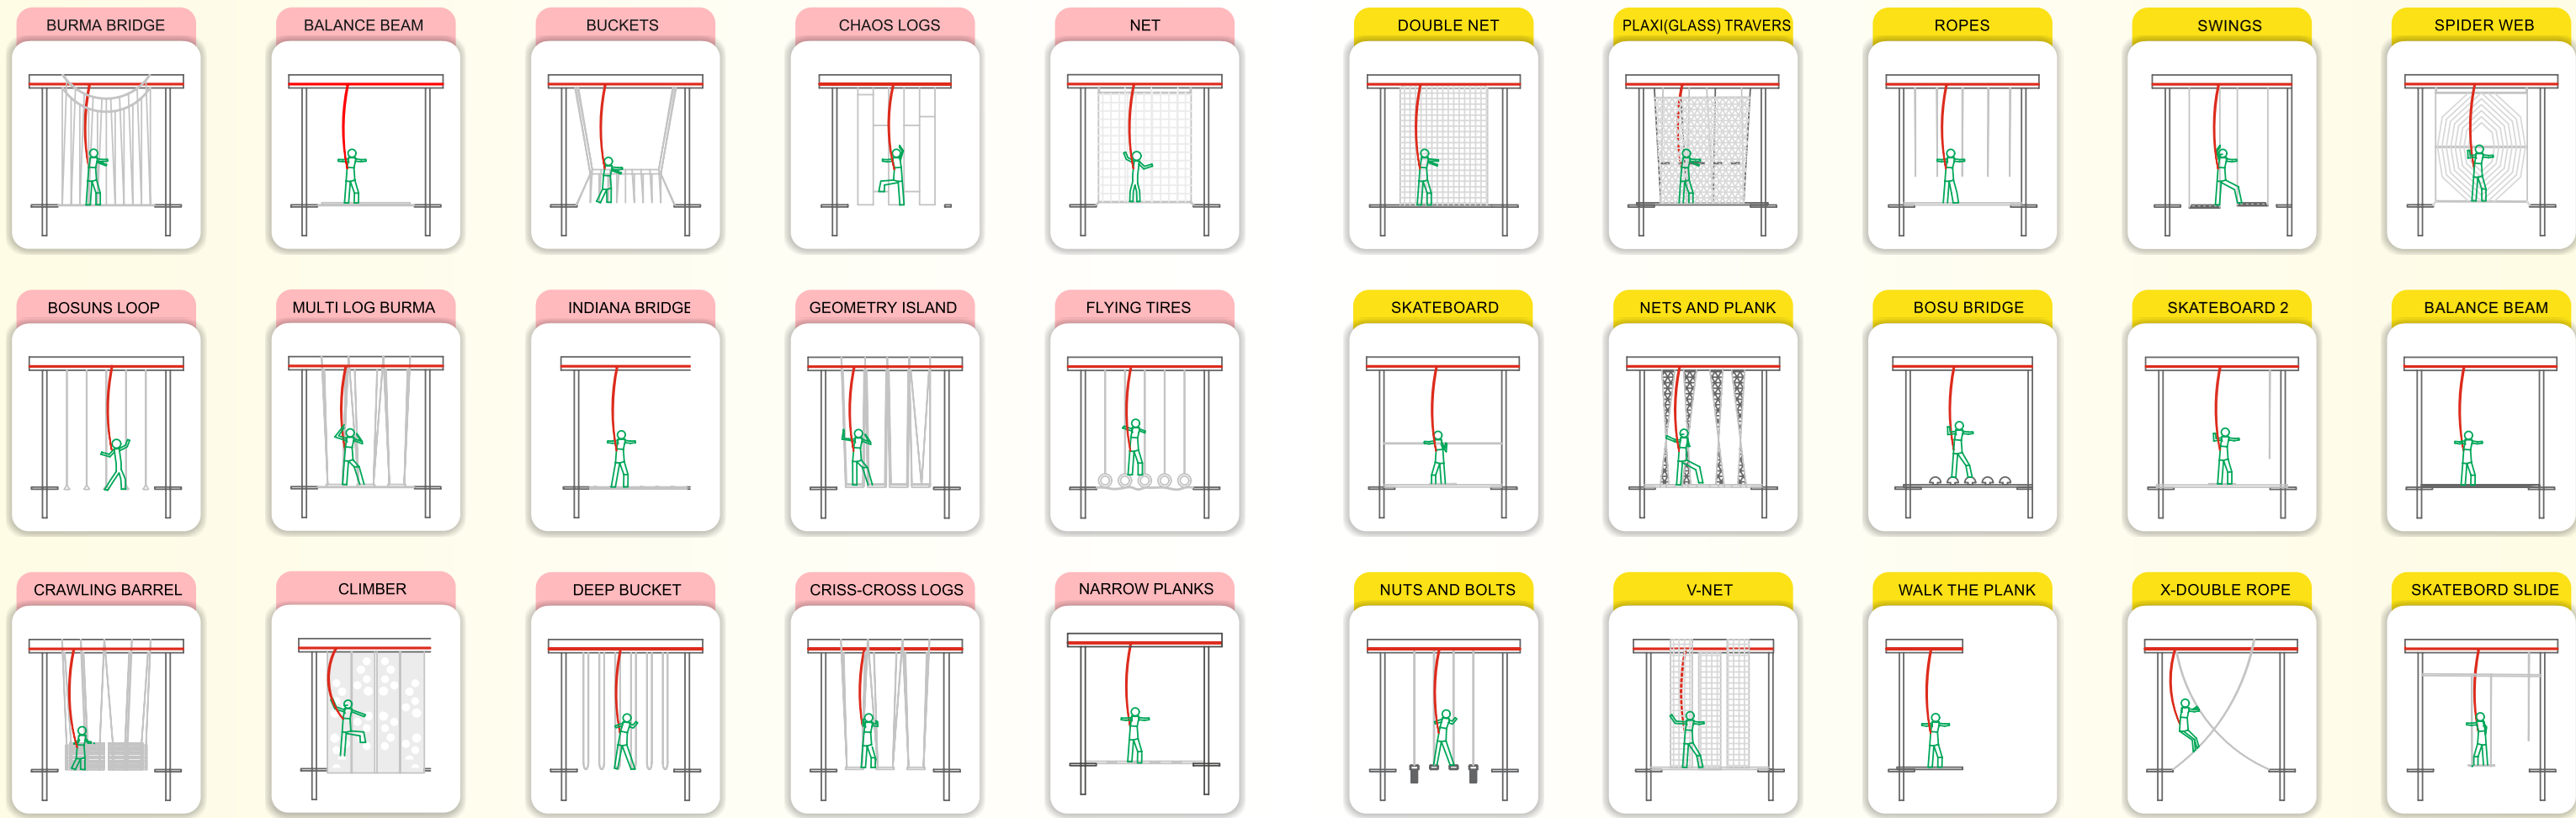 BURMA BRIDGE
BALANCE BEAM
BUCKETS
CHAOS LOGS
NET
DOUBLE NET
PLAXI(GLASS) TRAVERS
ROPES
SWINGS
SPIDER WEB
BOSUNS LOOP
MULTI LOG BURMA
INDIANA BRIDGE
GEOMETRY ISLAND
FLYING TIRES
SKATEBOARD
NETS AND PLANK
BOSU BRIDGE
SKATEBOARD 2
BALANCE BEAM
CRAWLING BARREL
CLIMBER
DEEP BUCKET
CRISS-CROSS LOGS
NARROW PLANKS
NUTS AND BOLTS
V-NET
WALK THE PLANK
X-DOUBLE ROPE
SKATEBORD SLIDE